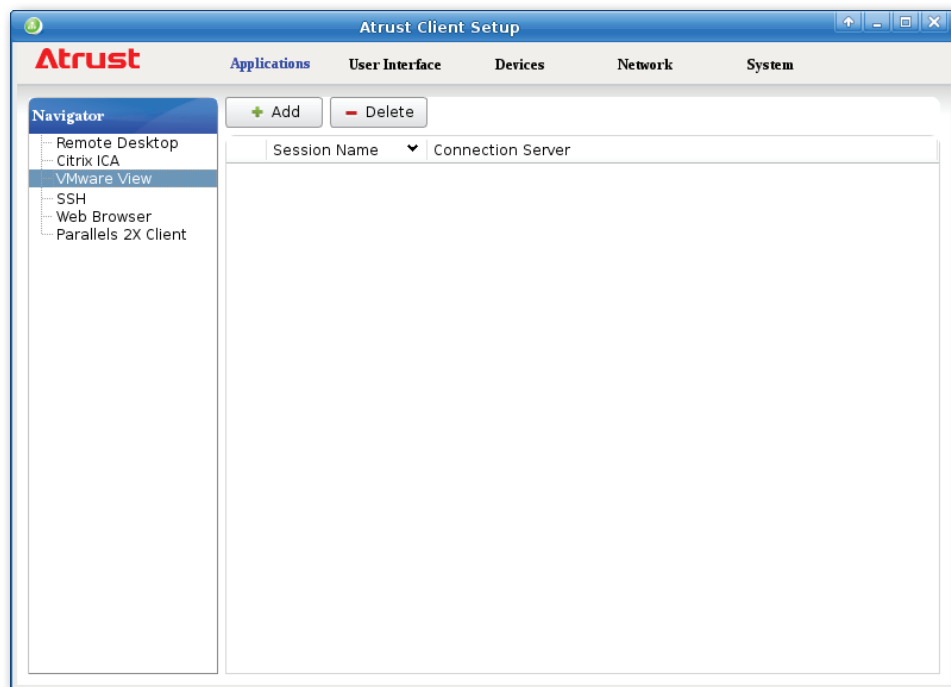 Atrust Client Setup
Atrust
Applications User Interface Devices Network System
Navigator
Remote Desktop
Citrix ICA
VMware View
SSH
Web Browser
Parallels 2X Client
Add Delete
Session Name Connection Server